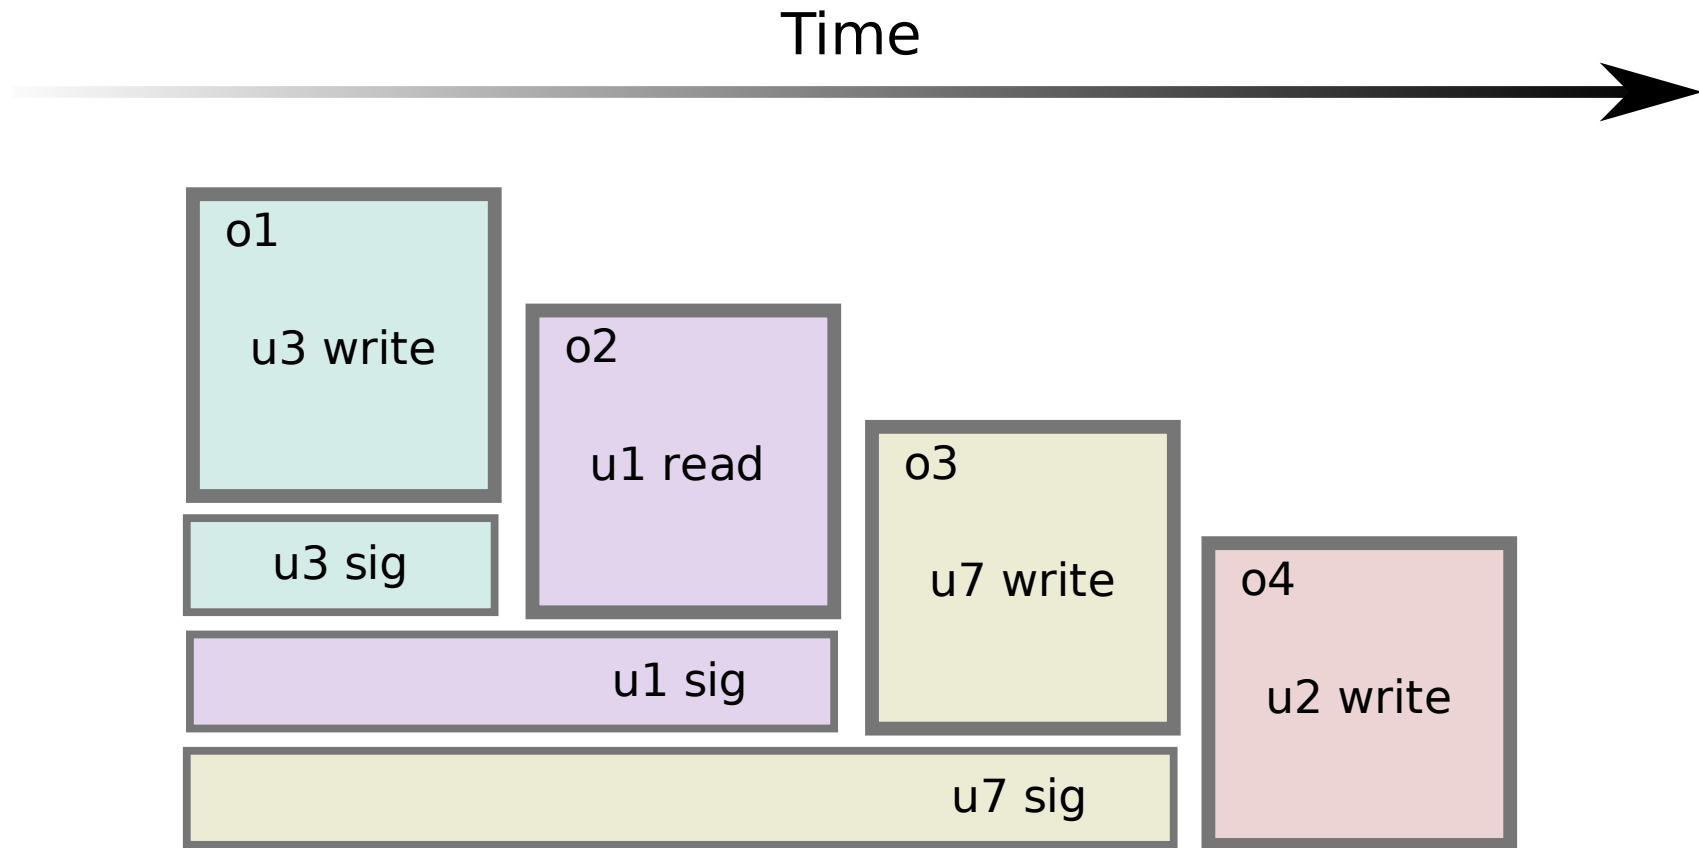 Time
o1
u3 write
o2
u1 read
o3
u7 write
u3 sig
o4
u1 sig
u2 write
u7 sig